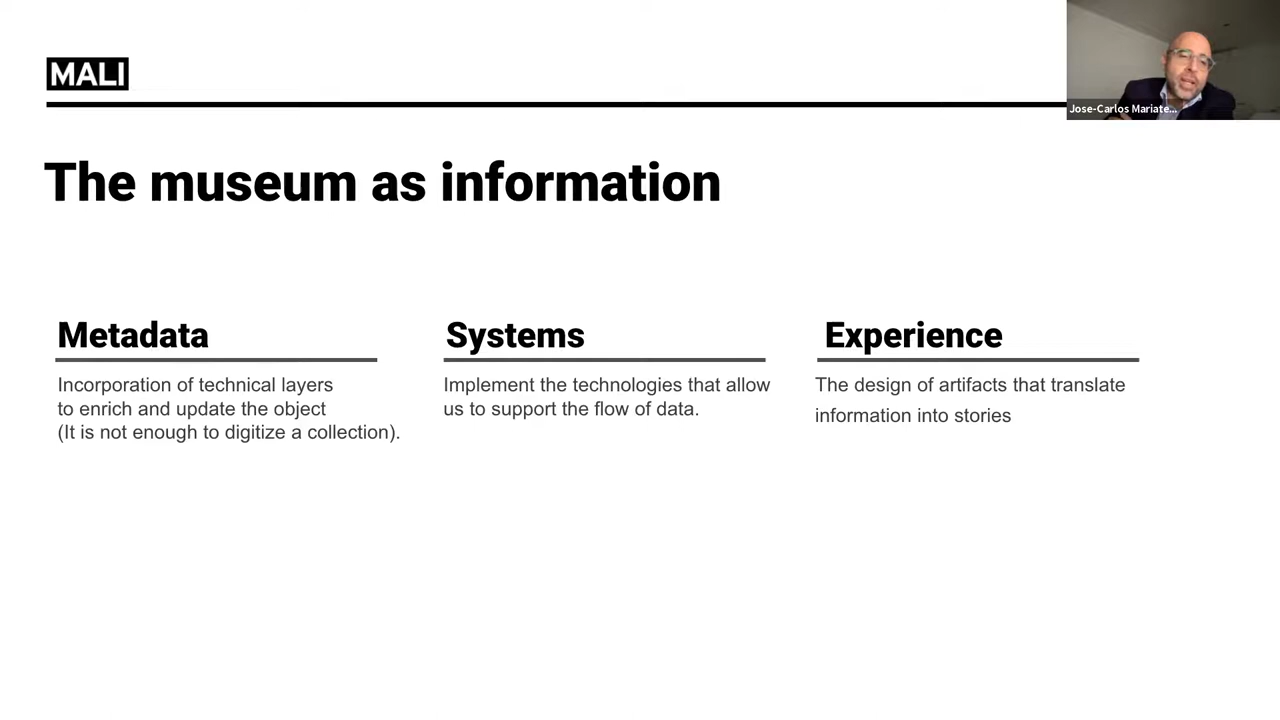 MALI
Jose-Carlos Mariate...
The museum as information
Metadata
Incorporation of technical layers
to enrich and update the object
(It is not enough to digitize a collection).
Systems
Implement the technologies that allow
us to support the flow of data.
Experience
The design of artifacts that translate
information into stories